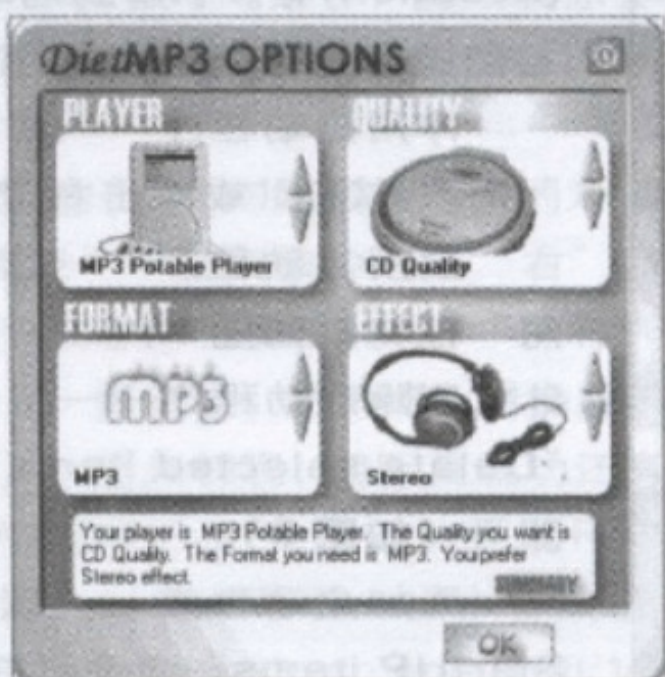 DietMP3 OPTIONS
PLAYER
MP3 Potable Player
QUALITY
CD Quality
FORMAT
MP3
MP3
EFFECT
Stereo
Your player is MP3 Potable Player. The Quality you want is
CD Quality. The Format you need is MP3. You prefer
Stereo effect.
SUMMARY
OK